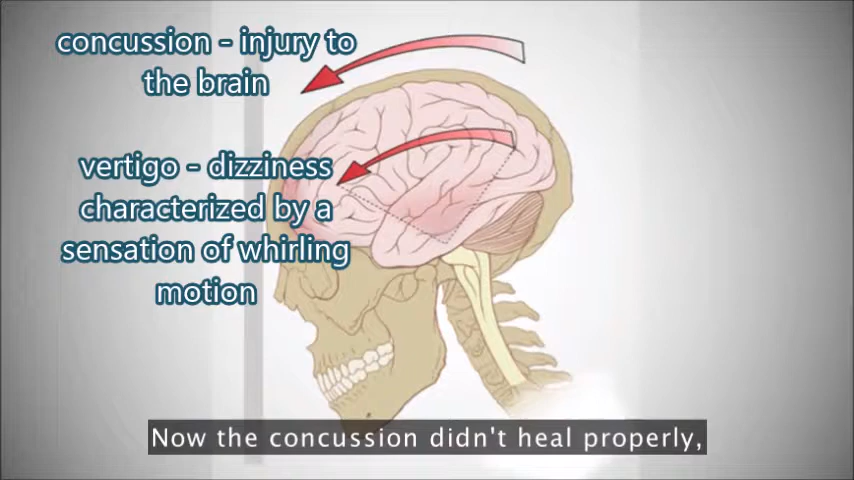 concussion - injury to
the brain
vertigo - dizziness
characterized by a
sensation of whirling
motion
Now the concussion didn't heal properly,